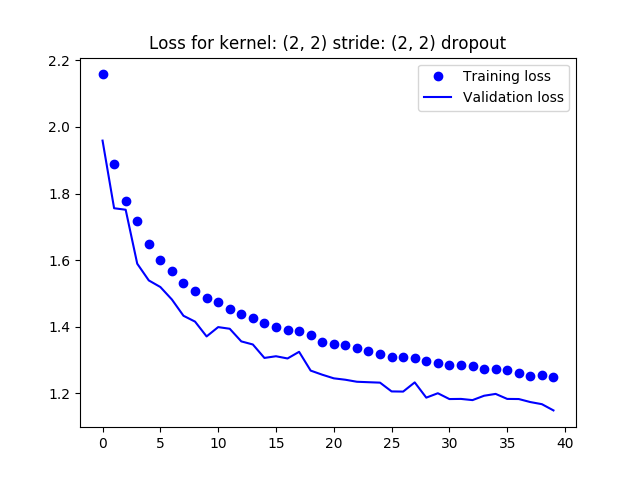 Loss for kernel: (2, 2) stride: (2, 2) dropout
Training loss
Validation loss
2.2
2.0
1.8
1.6
1.4
1.2
0 5 10 15 20 25 30 35 40